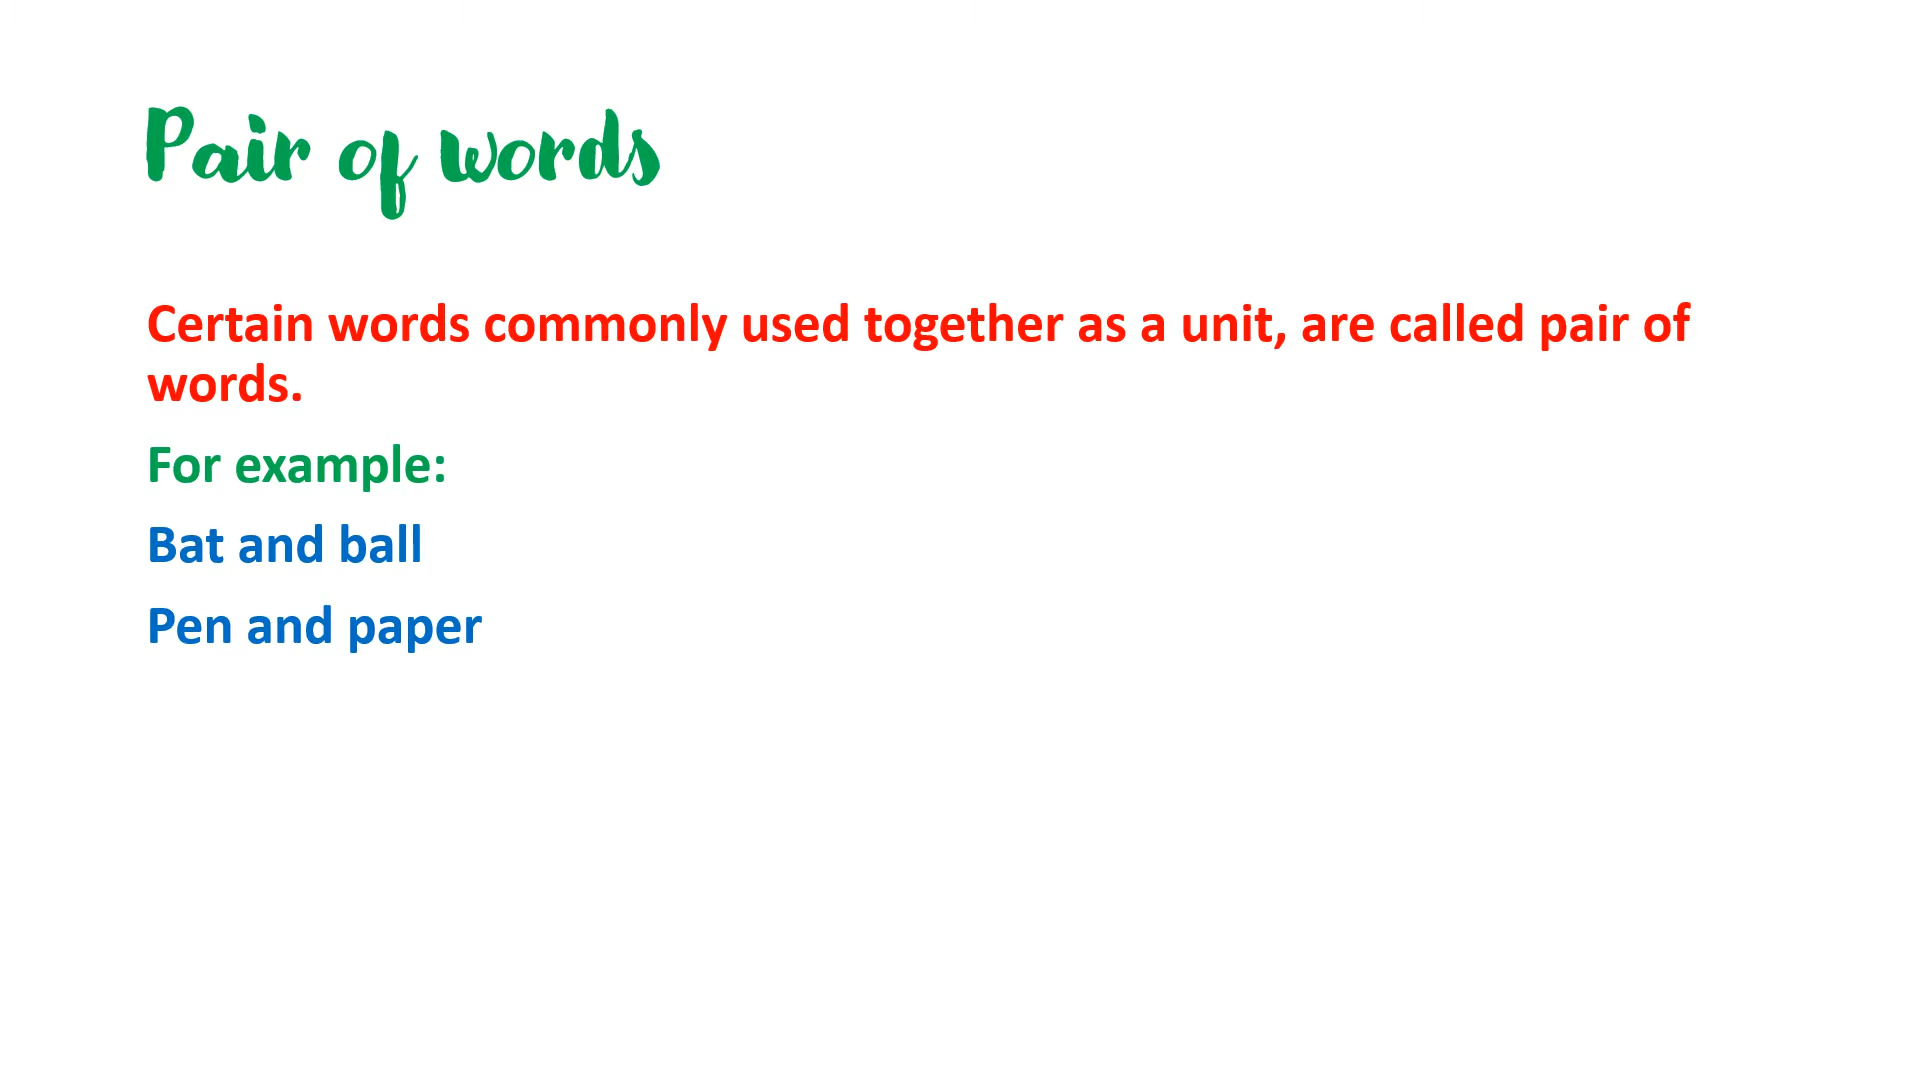 Pair of words
Certain words commonly used together as a unit, are called pair of
words.
For example:
Bat and ball
Pen and paper